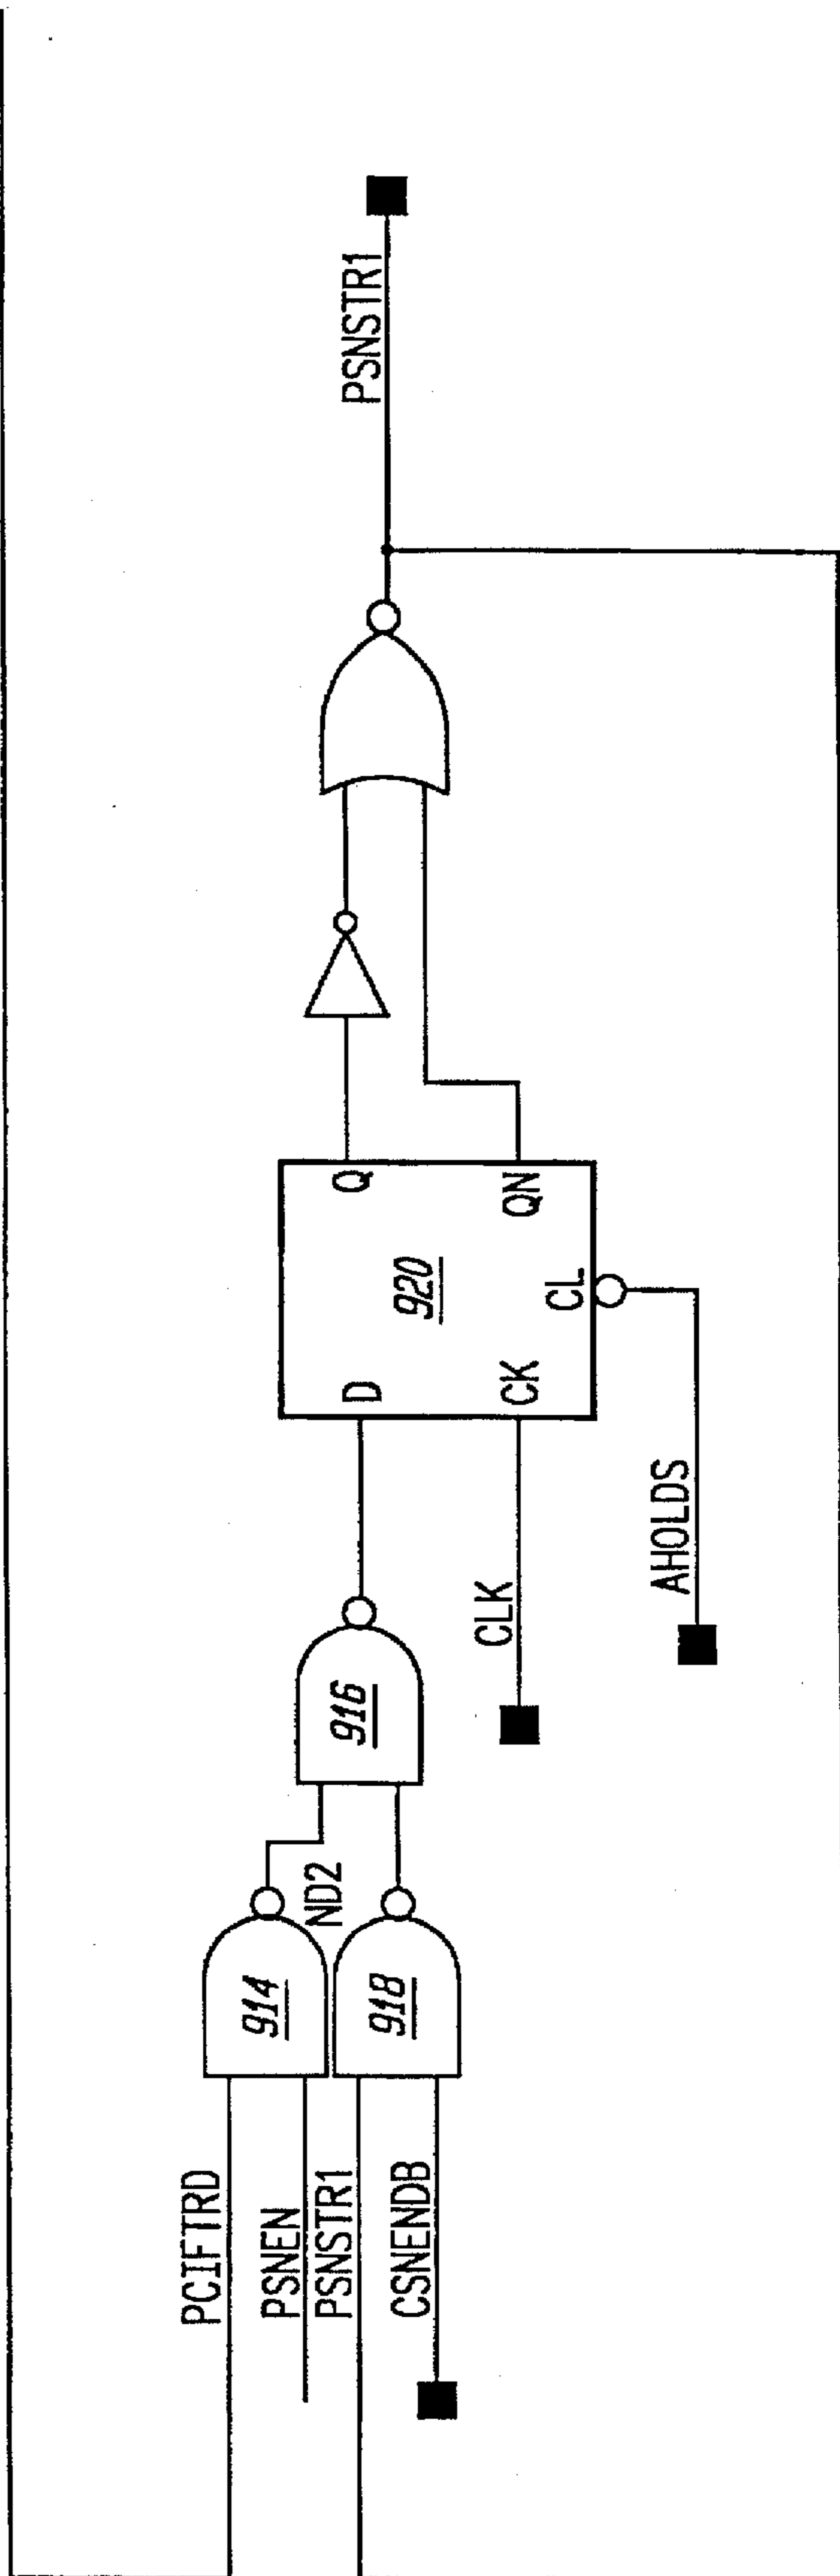 PCIFTRD
PSNEN
PSNSTR1
CSNENDB
914
918
ND2
916
CLK
AHOLDS
D
CK
CL
920
Q
QN
PSNSTR1